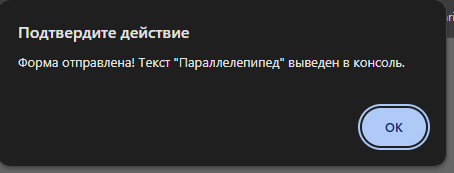 Подтвердите действие
Форма отправлена! Текст "Параллелепипед" выведен в консоль.
ОК